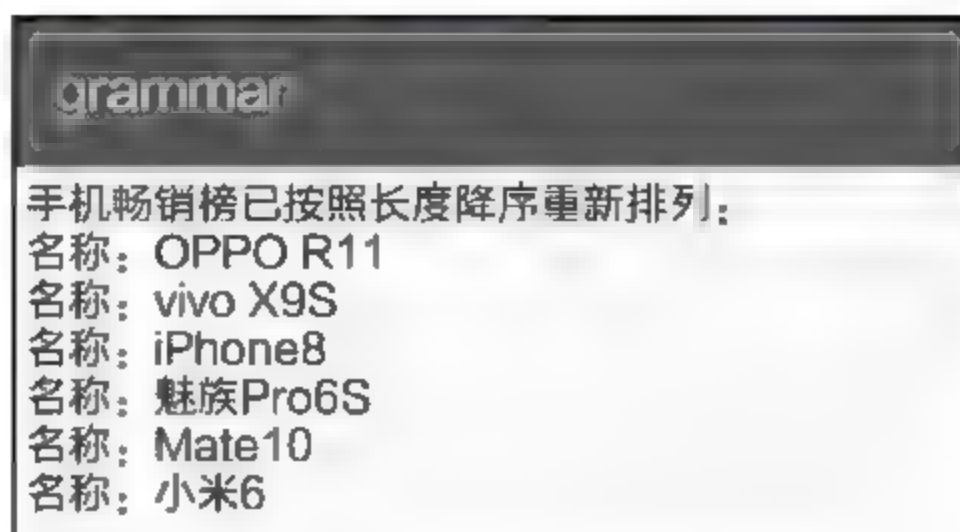 grammar
手机畅销榜已按照长度降序重新排列：
名称：OPPO R11
名称：vivo X9S
名称：iPhone8
名称：魅族Pro6S
名称：Mate10
名称：小米6